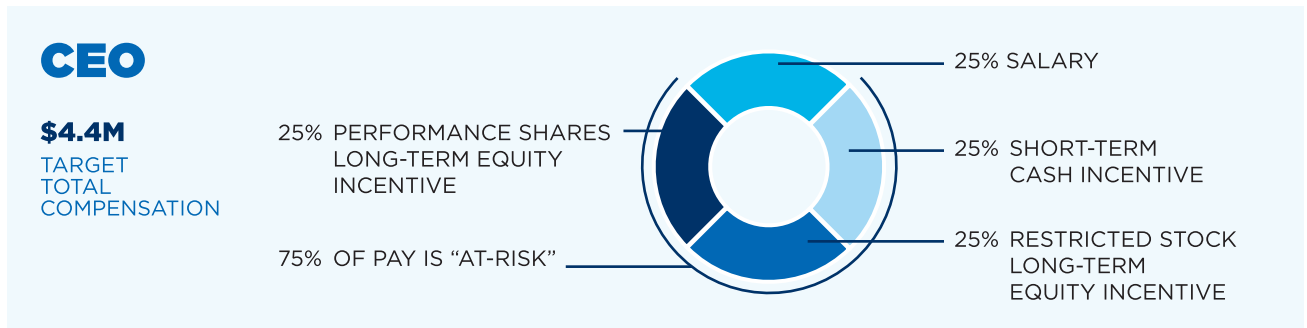 CEO
$4.4M
TARGET
TOTAL
COMPENSATION
25% PERFORMANCE SHARES
LONG-TERM EQUITY
INCENTIVE
75% OF PAY IS “AT-RISK”
25% SALARY
25% SHORT-TERM
CASH INCENTIVE
25% RESTRICTED STOCK
LONG-TERM
EQUITY INCENTIVE